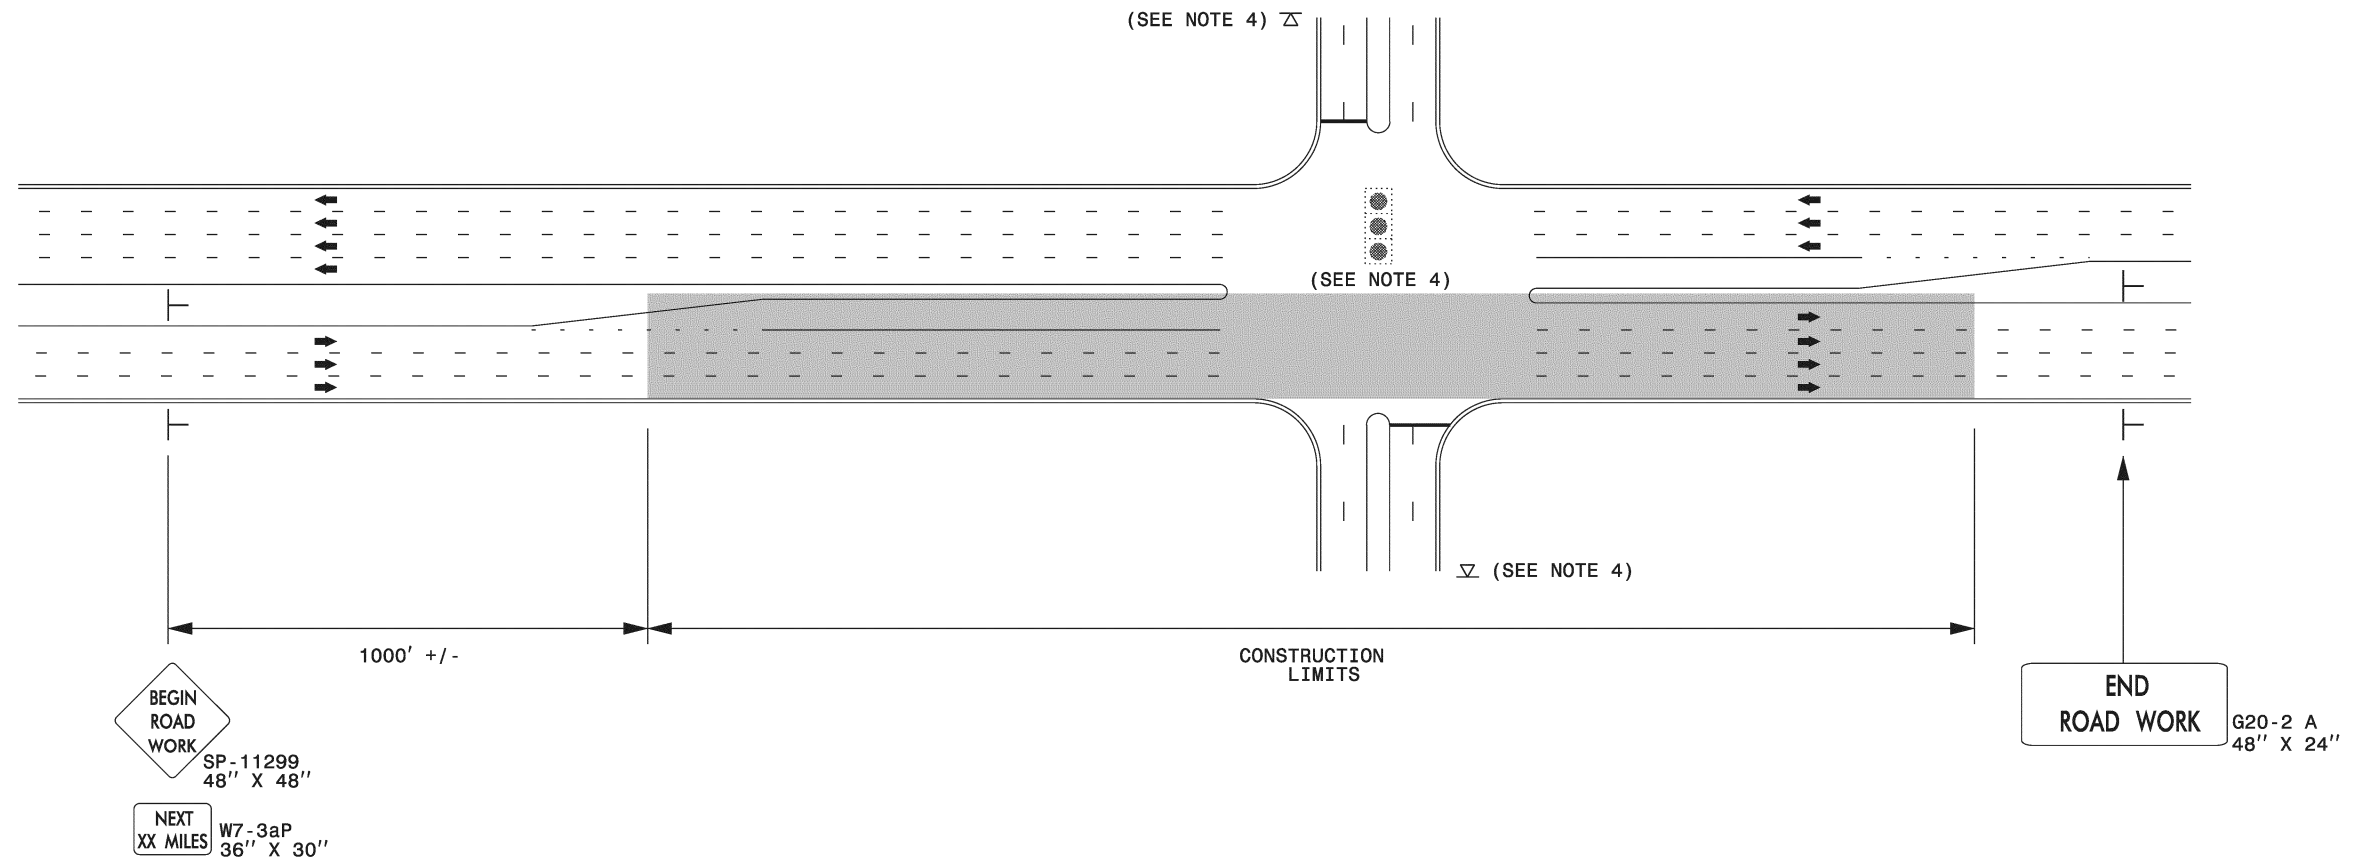 (SEE NOTE 4)
(SEE NOTE 4)
(SEE NOTE 4)
1000' +/-
CONSTRUCTION
LIMITS
BEGIN
ROAD
WORK
SP-11299
48" X 48"
NEXT
XX MILES
W7-3aP
36" X 30"
END
ROAD WORK
G20-2 A
48" X 24"